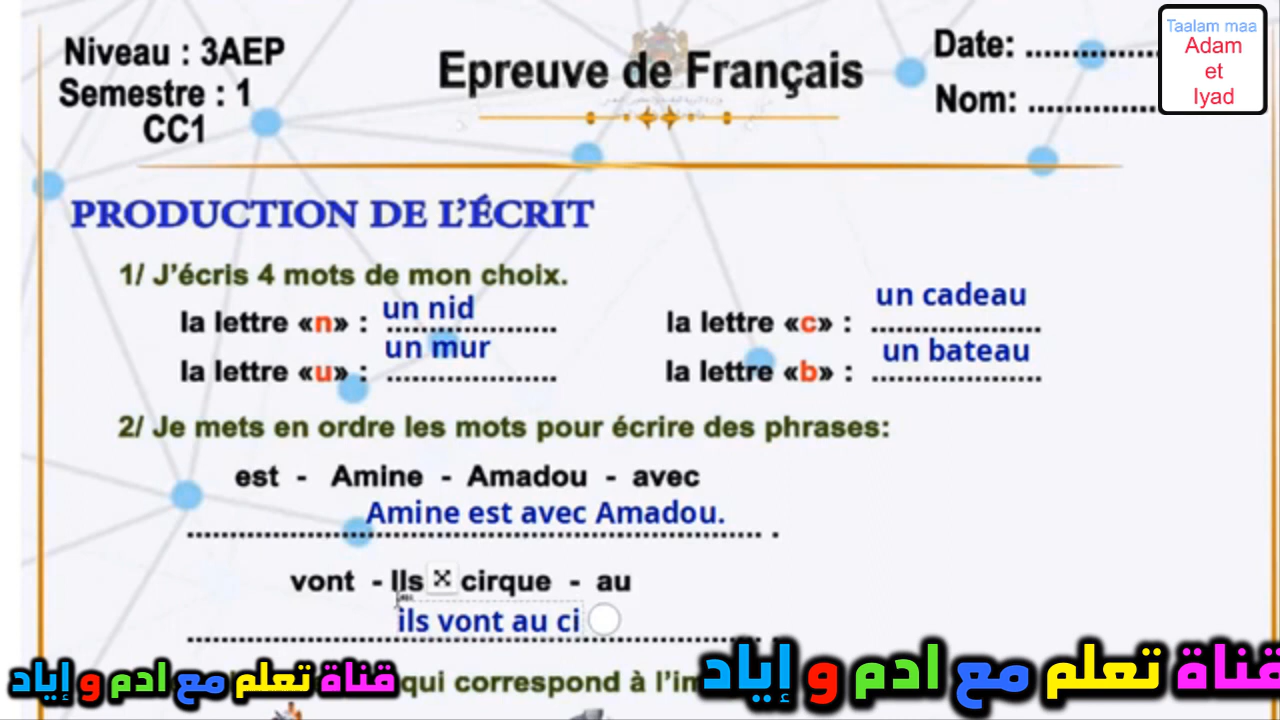 Niveau : 3AEP
Semestre : 1
CC1
Epreuve de Français
Date: ..............
Nom: ..............
Taalam maa
Adam
et
Iyad
PRODUCTION DE L'ÉCRIT
1/ J'écris 4 mots de mon choix.
la lettre «n» : un nid
la lettre «c» : un cadeau
la lettre «u» : un mur
la lettre «b» : un bateau
2/ Je mets en ordre les mots pour écrire des phrases:
est - Amine - Amadou - avec
Amine est avec Amadou.
vont - Ils cirque - au
ils vont au ci
qui correspond à l'im
قناة تعلم مع ادم و إياد
قناة تعلم مع ادم و إياد